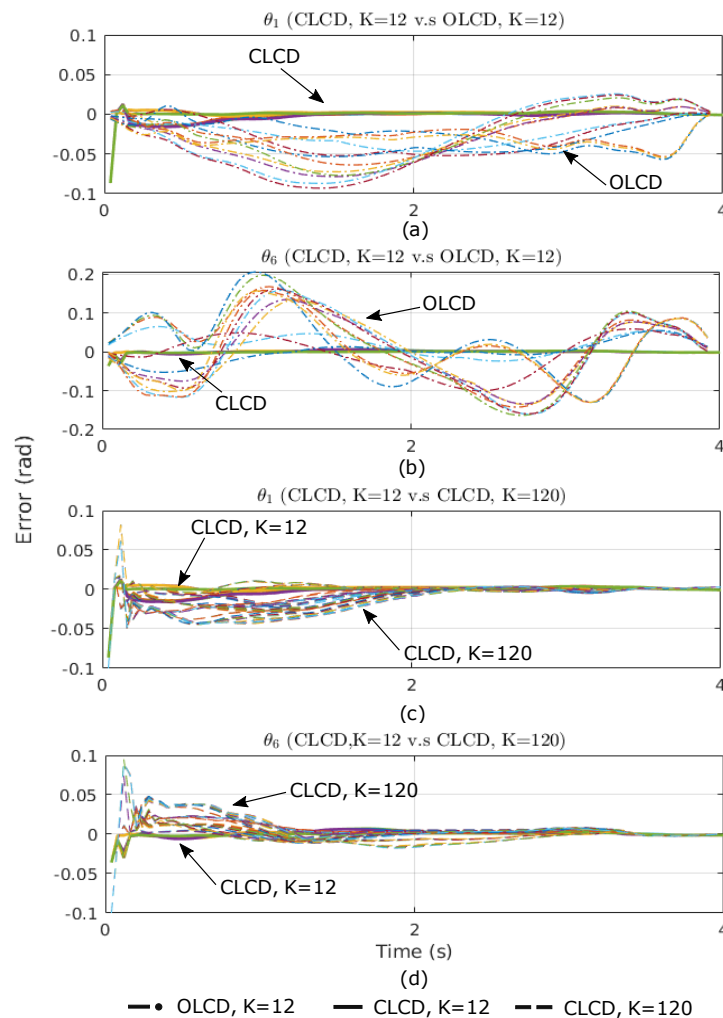 θ₁ (CLCD, K=12 v.s OLCD, K=12)
0.1
0.05
0
-0.05
-0.1
CLCD
OLCD
0
2
4
(a)
θ₆ (CLCD, K=12 v.s OLCD, K=12)
0.2
0.1
0
-0.1
-0.2
OLCD
CLCD
0
2
4
(b)
Error (rad)
θ₁ (CLCD, K=12 v.s CLCD, K=120)
0.1
0.05
0
-0.05
-0.1
CLCD, K=12
CLCD, K=120
0
2
4
(c)
θ₆ (CLCD,K=12 v.s CLCD, K=120)
0.1
0.05
0
-0.05
-0.1
CLCD, K=120
CLCD, K=12
0
2
4
Time (s)
(d)
OLCD, K=12 CLCD, K=12 CLCD, K=120